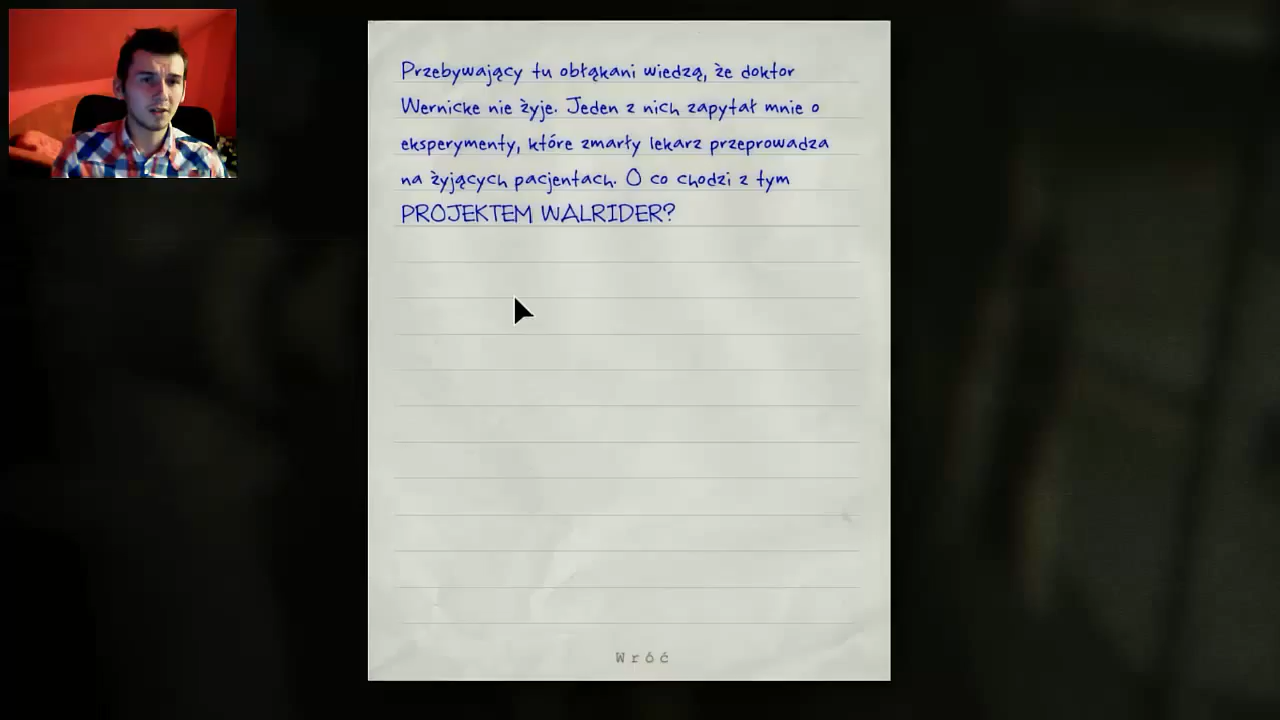 Przebywający tu obłąkani wiedzą, że doktor
Wernicke nie żyje. Jeden z nich zapytał mnie o
eksperymenty, które zmarły lekarz przeprowadza
na żyjących pacjentach. O co chodzi z tym
PROJEKTEM WALRIDER?
Wróć